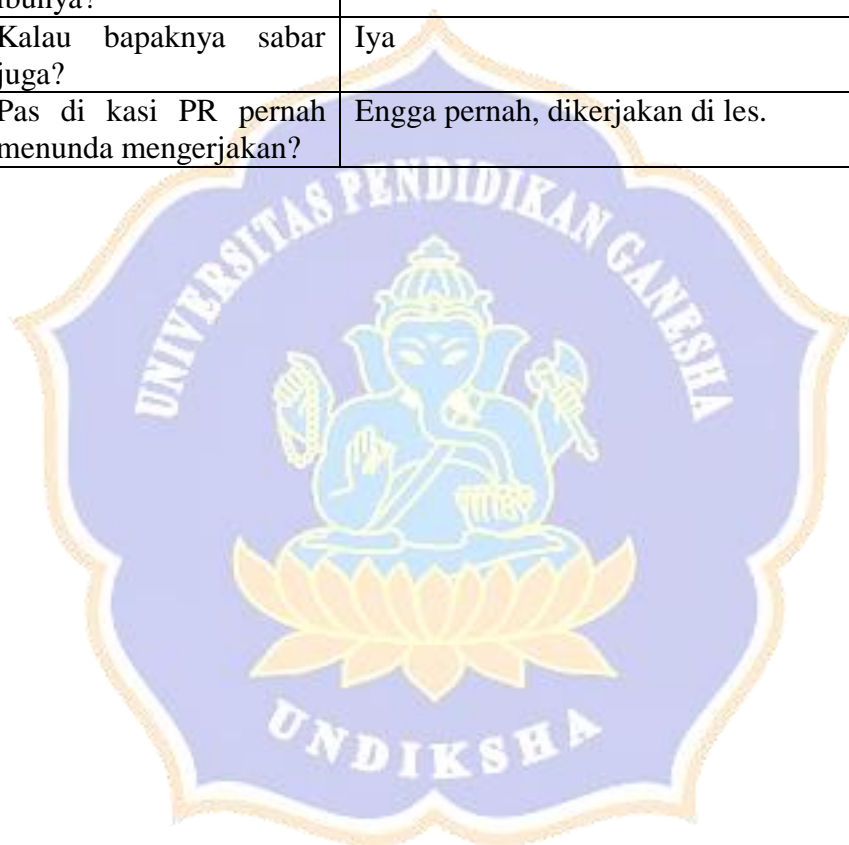 ibunya?
Kalau bapaknya sabar juga?
Iya
Pas di kasi PR pernah menunda mengerjakan?
Engga pernah, dikerjakan di les.
UNIVERSITAS PENDIDIKAN GANESHA
UNDIKSHA